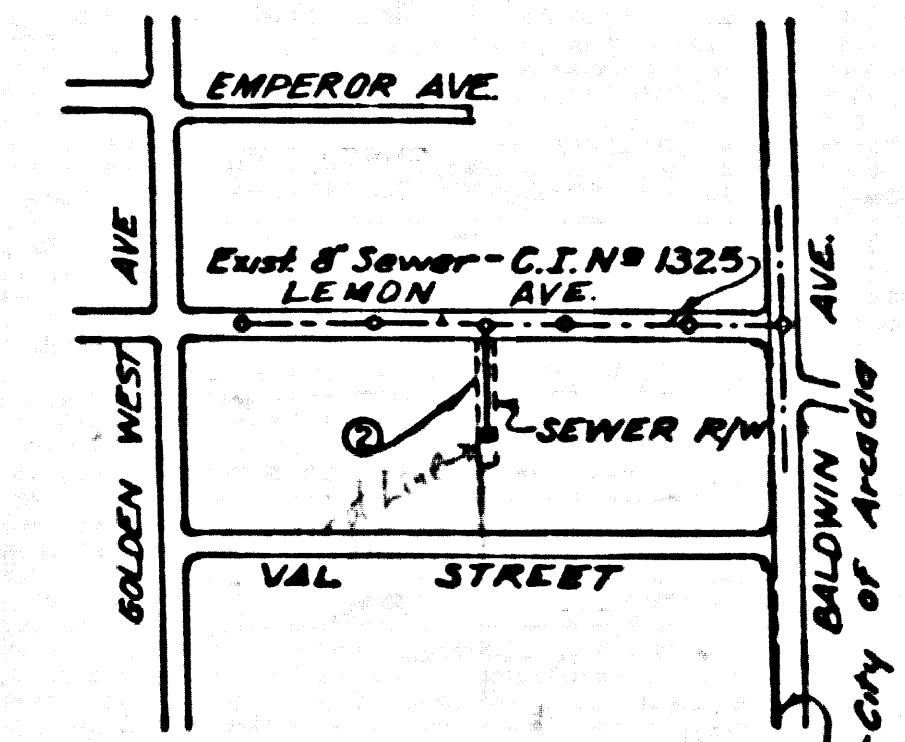 EMPEROR AVE.
Exist. 8" Sewer - C.I. Nº 1325
LEMON AVE.
GOLDEN WEST AVE
BALDWIN AVE.
City of Arcadia
2
SEWER R/W
Line
VAL STREET